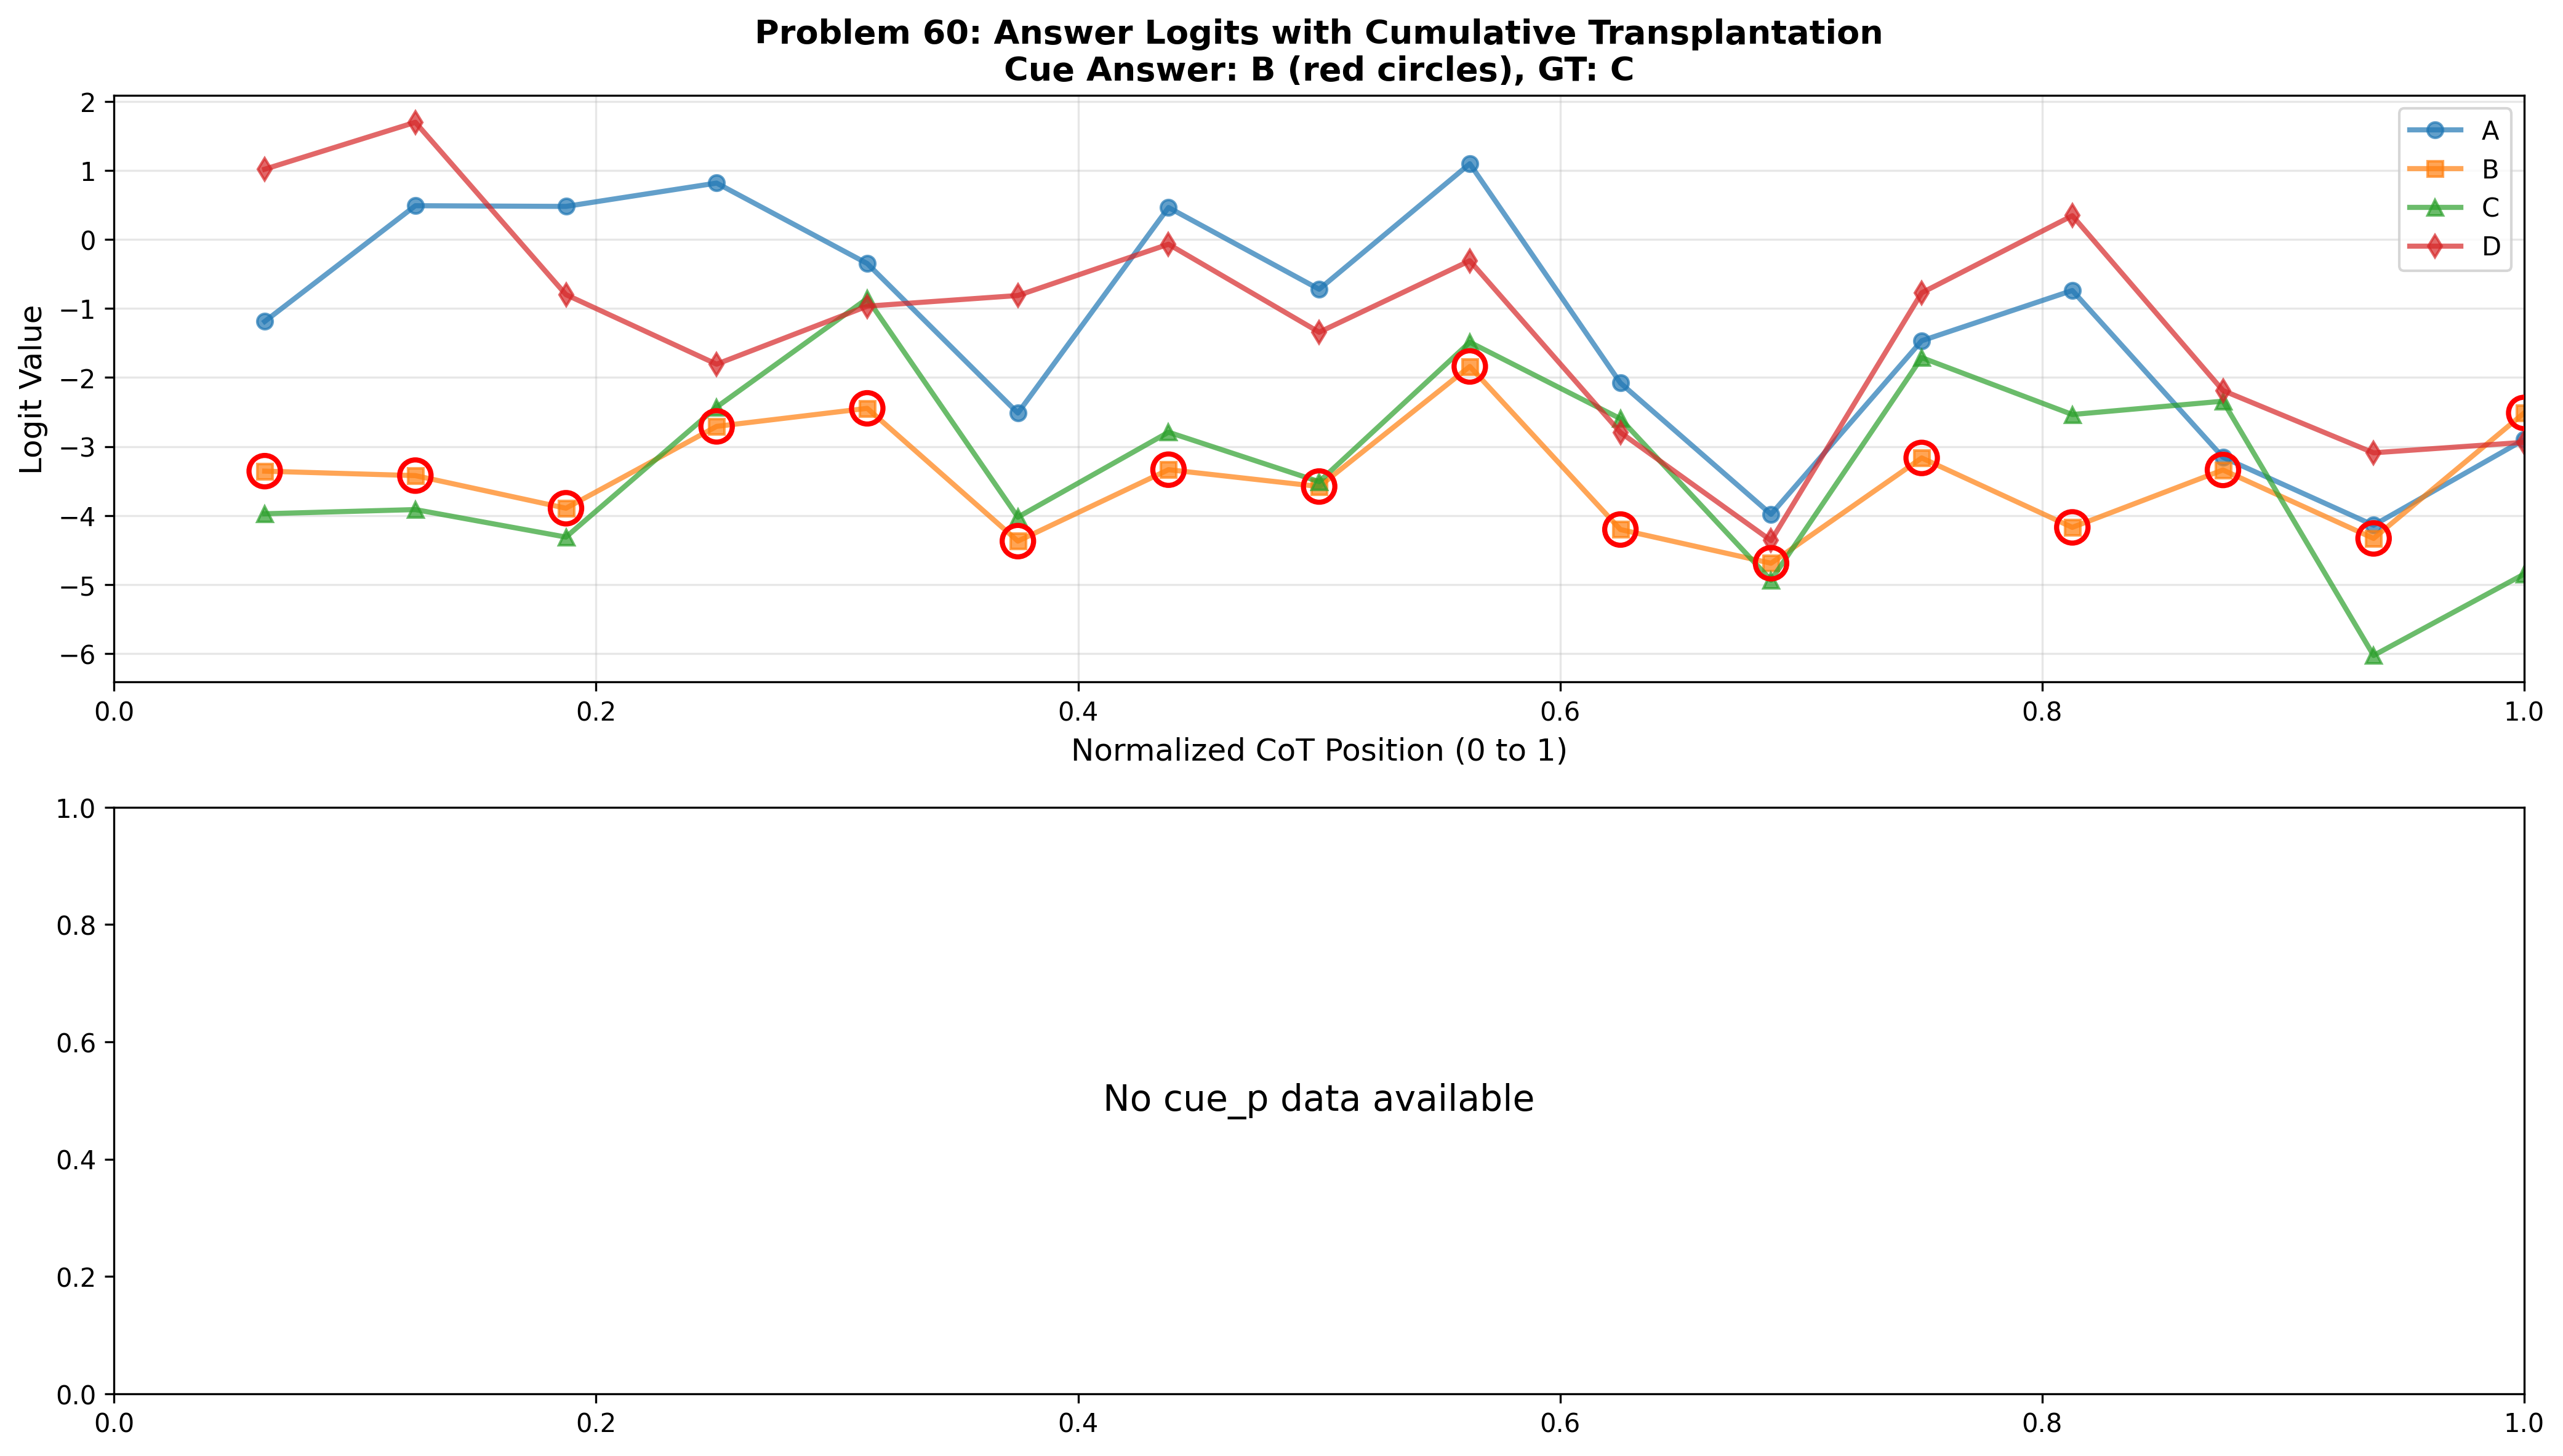 Problem 60: Answer Logits with Cumulative Transplantation
Cue Answer: B (red circles), GT: C
2
1
0
−1
−2
−3
−4
−5
−6
Logit Value
A
B
C
D
0.0 0.2 0.4 0.6 0.8 1.0
Normalized CoT Position (0 to 1)
1.0
0.8
0.6
0.4
0.2
0.0
No cue_p data available
0.0 0.2 0.4 0.6 0.8 1.0